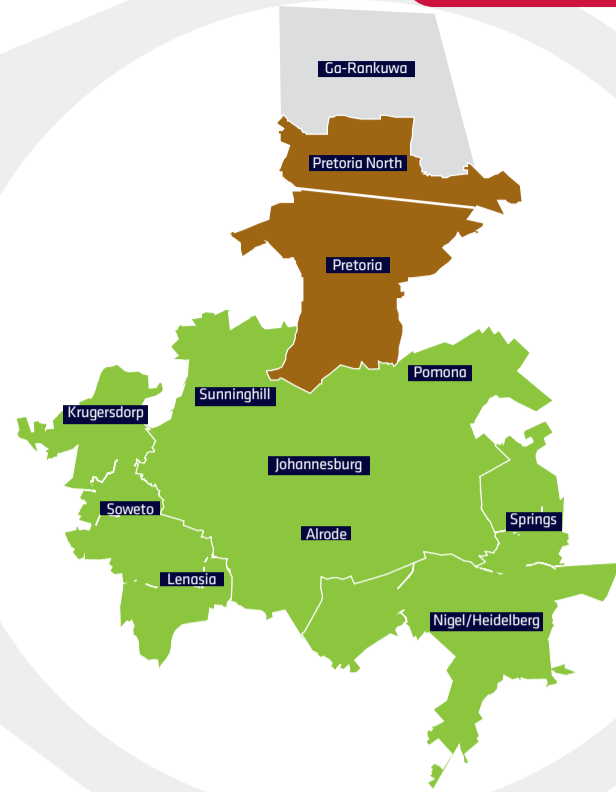 Ga-Rankuwa
Pretoria North
Pretoria
Pomona
Sunninghill
Krugersdorp
Johannesburg
Soweto
Springs
Alrode
Lenasia
Nigel/Heidelberg